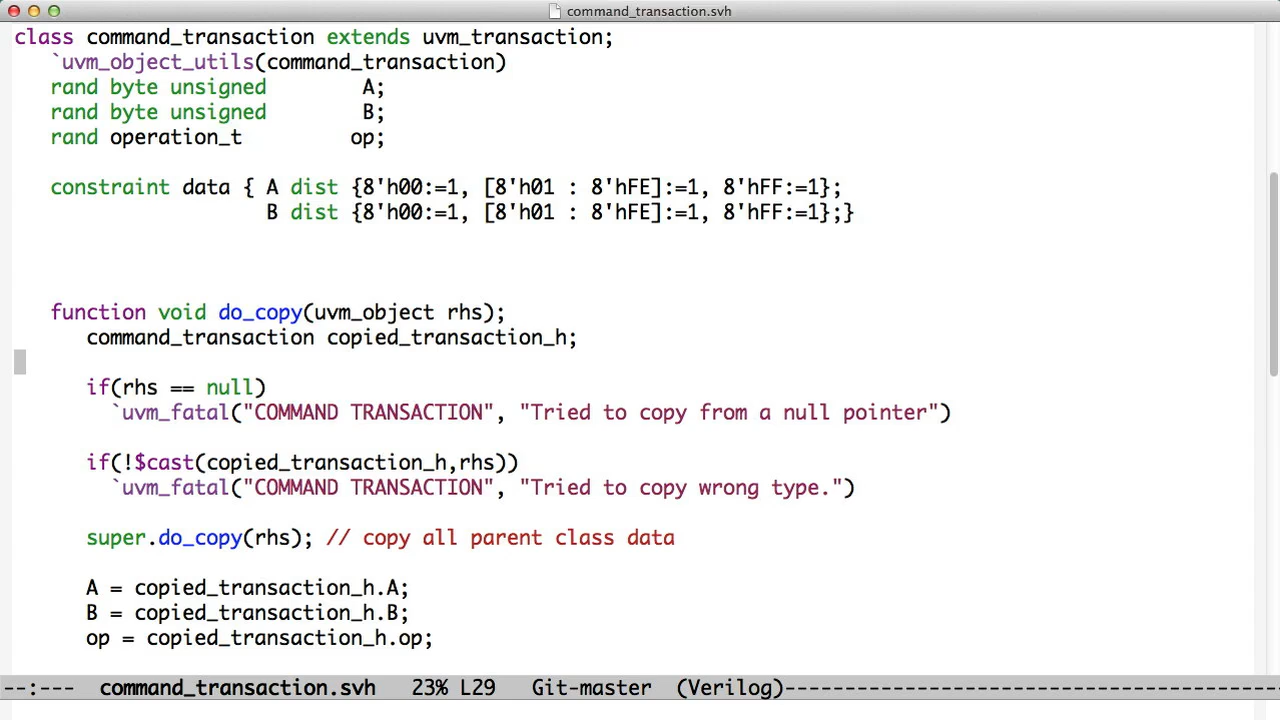 command_transaction.svh
class command_transaction extends uvm_transaction;
   `uvm_object_utils(command_transaction)
   rand byte unsigned        A;
   rand byte unsigned        B;
   rand operation_t         op;
   constraint data { A dist {8'h00:=1, [8'h01 : 8'hFE]:=1, 8'hFF:=1};
                     B dist {8'h00:=1, [8'h01 : 8'hFE]:=1, 8'hFF:=1};}
   function void do_copy(uvm_object rhs);
      command_transaction copied_transaction_h;
      if(rhs == null)
        `uvm_fatal("COMMAND TRANSACTION", "Tried to copy from a null pointer")
      if(!$cast(copied_transaction_h,rhs))
        `uvm_fatal("COMMAND TRANSACTION", "Tried to copy wrong type.")
      super.do_copy(rhs); // copy all parent class data
      A = copied_transaction_h.A;
      B = copied_transaction_h.B;
      op = copied_transaction_h.op;
--:---  command_transaction.svh   23% L29   Git-master  (Verilog)-----------------------------------------